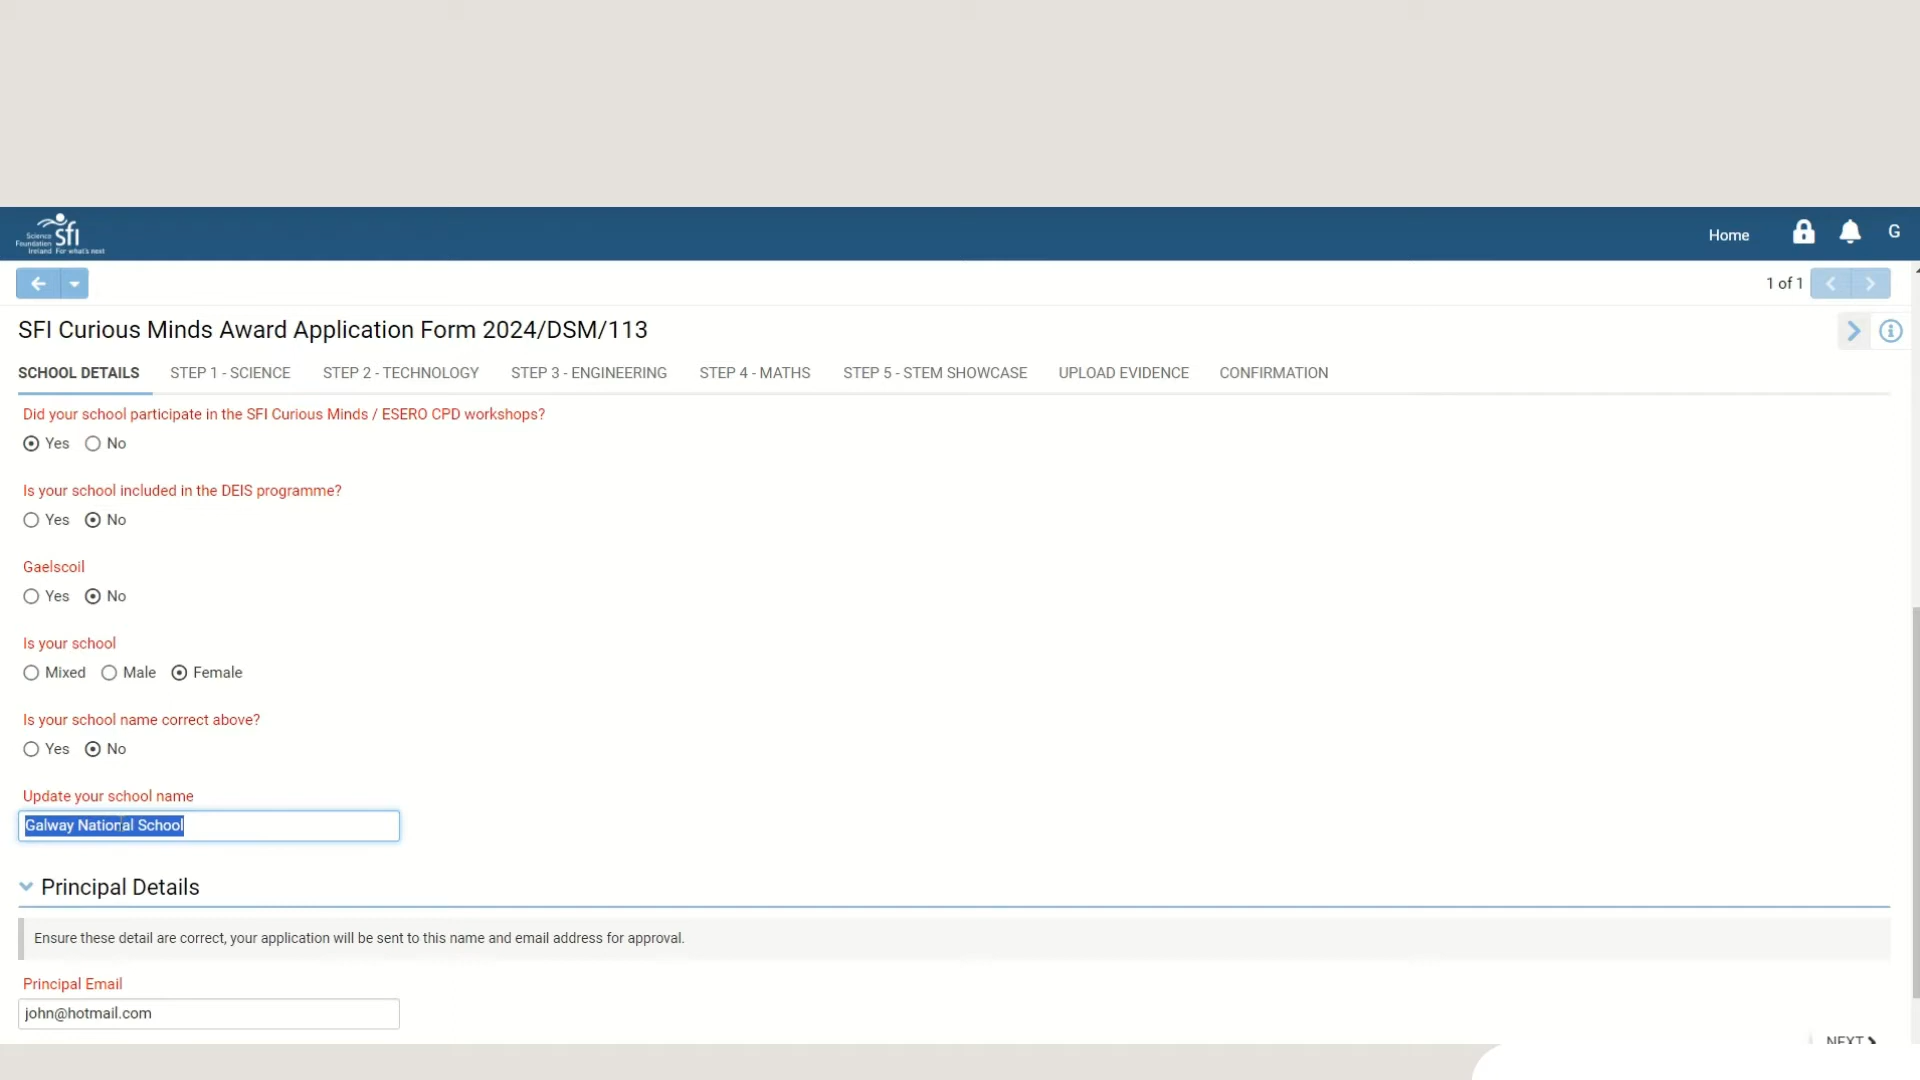 Science
Foundation
Ireland For what's next
sfi
Home
G
1 of 1
SFI Curious Minds Award Application Form 2024/DSM/113
SCHOOL DETAILS STEP 1 - SCIENCE STEP 2 - TECHNOLOGY STEP 3 - ENGINEERING STEP 4 - MATHS STEP 5 - STEM SHOWCASE UPLOAD EVIDENCE CONFIRMATION
Did your school participate in the SFI Curious Minds / ESERO CPD workshops?
Yes No
Is your school included in the DEIS programme?
Yes No
Gaelscoil
Yes No
Is your school
Mixed Male Female
Is your school name correct above?
Yes No
Update your school name
Galway National School
Principal Details
Ensure these detail are correct, your application will be sent to this name and email address for approval.
Principal Email
john@hotmail.com
NEXT